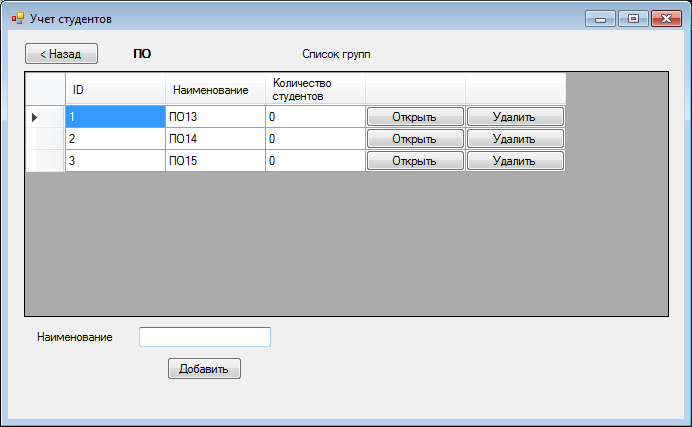 Учет студентов
< Назад ПО Список групп
ID Наименование Количество студентов
1 ПО13 0 Открыть Удалить
2 ПО14 0 Открыть Удалить
3 ПО15 0 Открыть Удалить
Наименование
Добавить